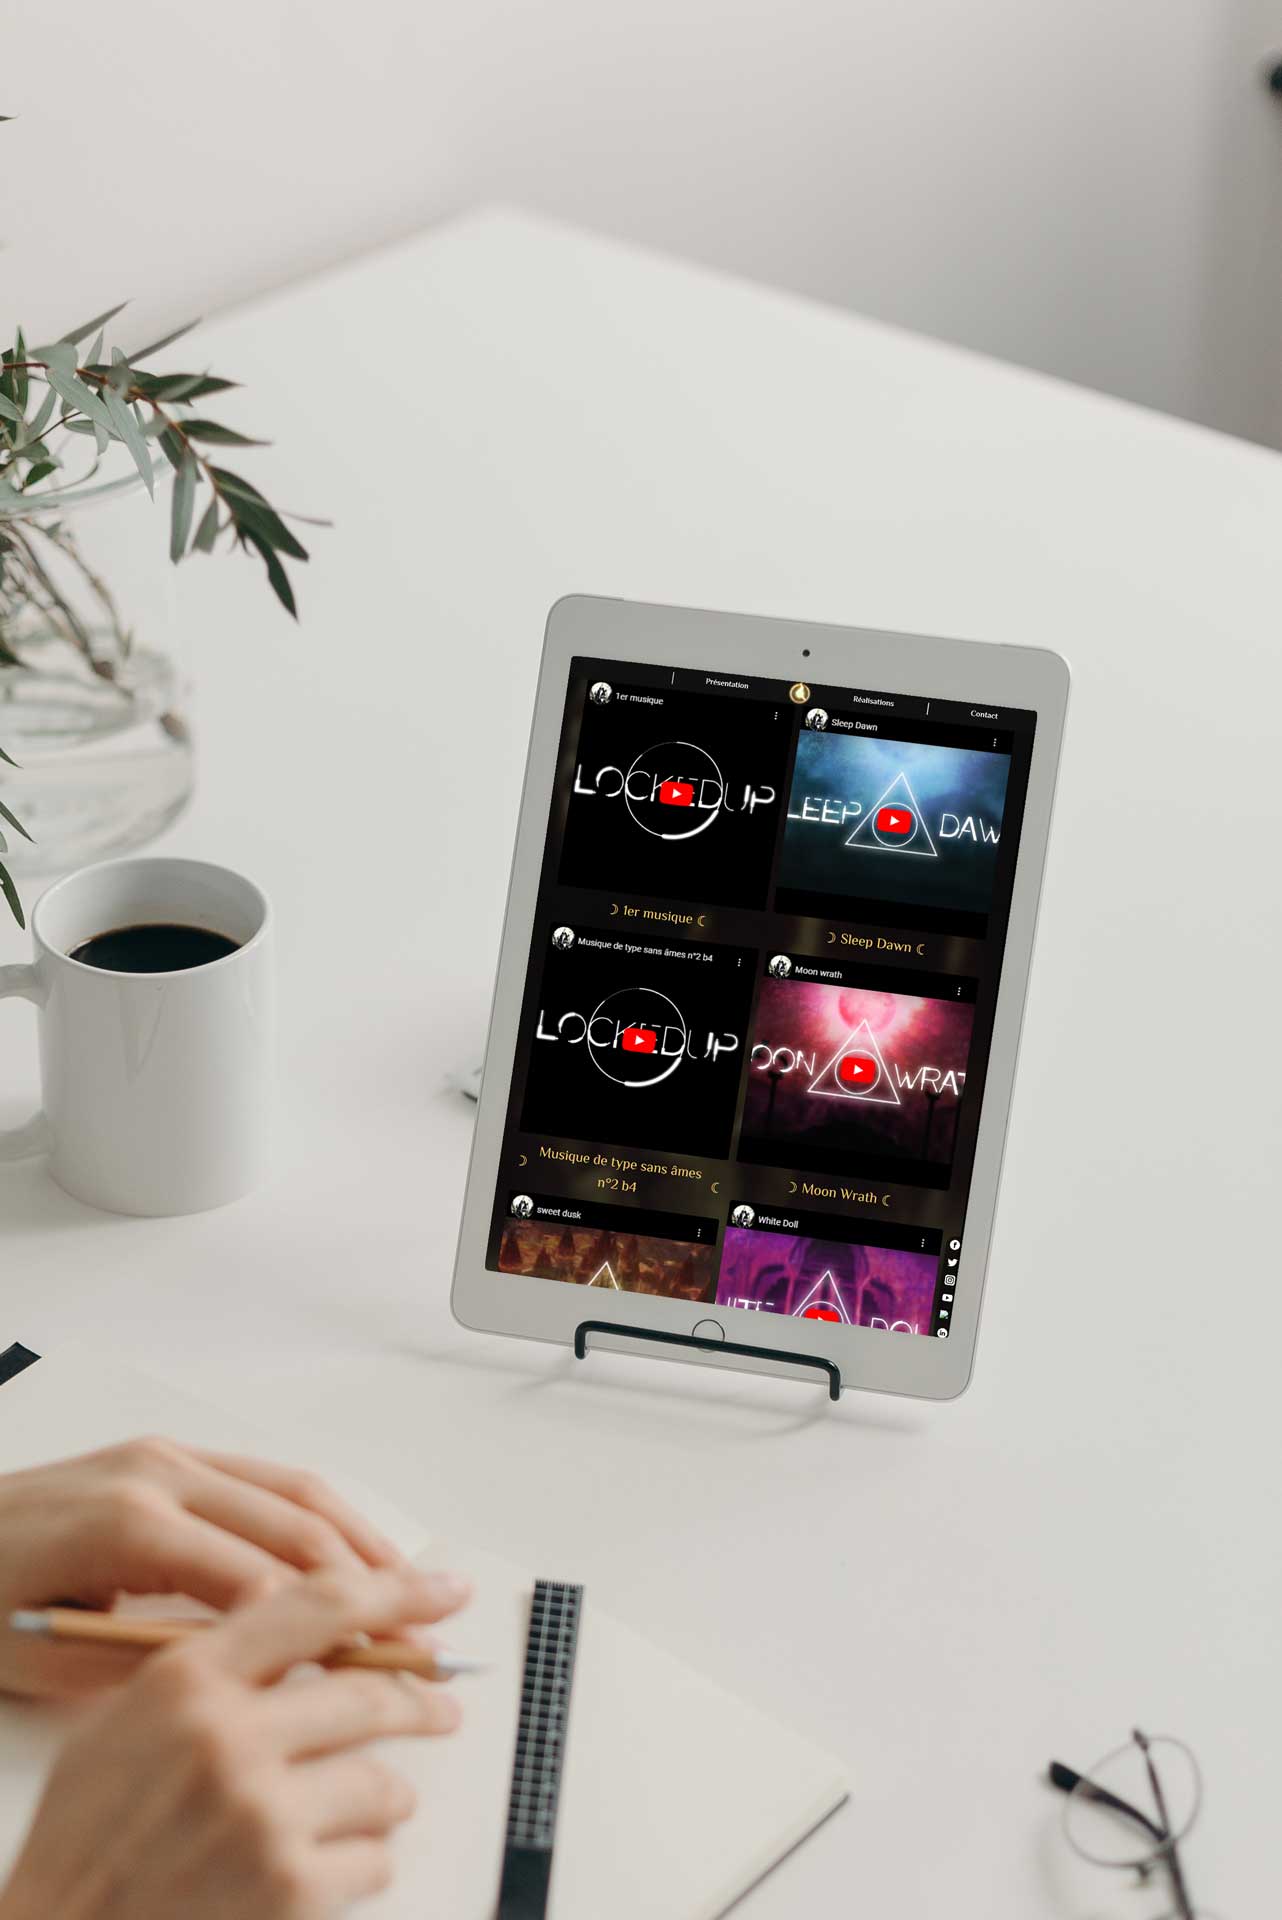 Présentation
Réalisations
Contact
1er musique
LOCKEDUP
☽ 1er musique ☾
Sleep Dawn
LEEP DAW
☽ Sleep Dawn ☾
Musique de type sans âmes n°2 b4
LOCKEDUP
☽ Musique de type sans âmes ☾
n°2 b4
Moon wrath
OON WRAT
☽ Moon Wrath ☾
sweet dusk
White Doll